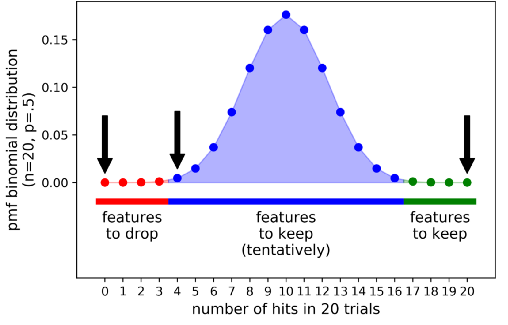 pmf binomial distribution
(n=20, p=.5)
0.15
0.10
0.05
0.00
features
to drop
features
to keep
(tentatively)
features
to keep
0 1 2 3 4 5 6 7 8 9 10 11 12 13 14 15 16 17 18 19 20
number of hits in 20 trials